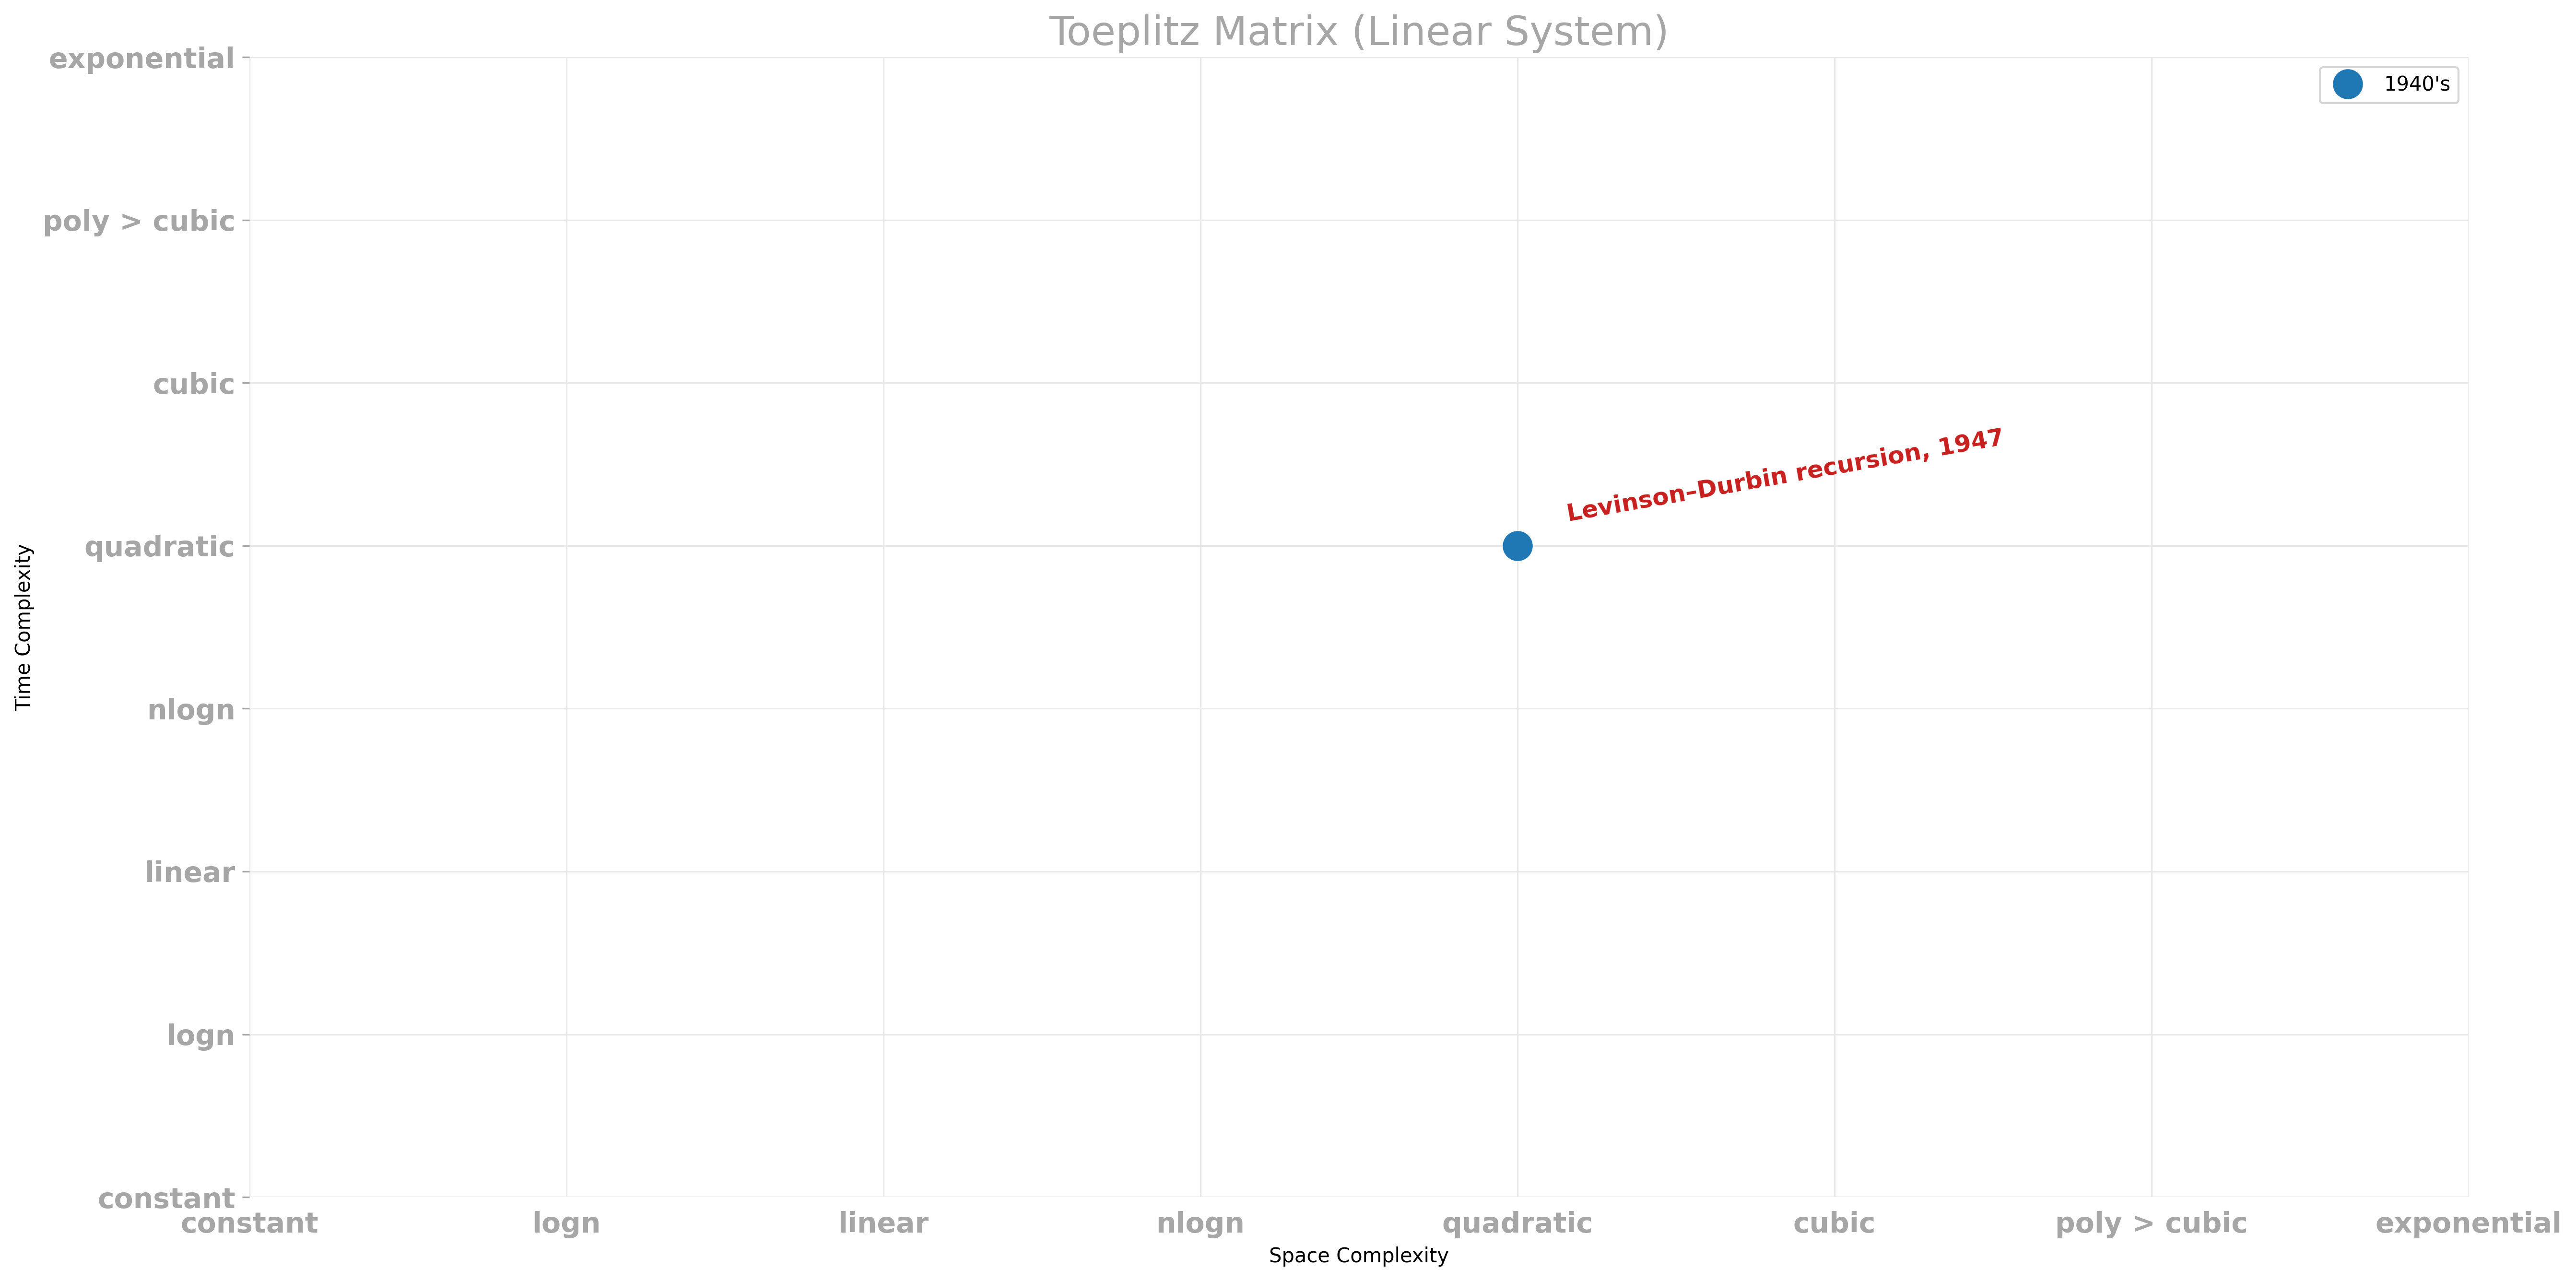 Toeplitz Matrix (Linear System)
exponential
1940's
poly > cubic
cubic
Levinson–Durbin recursion, 1947
quadratic
Time Complexity
nlogn
linear
logn
constant
constant logn linear nlogn quadratic cubic poly > cubic exponential
Space Complexity